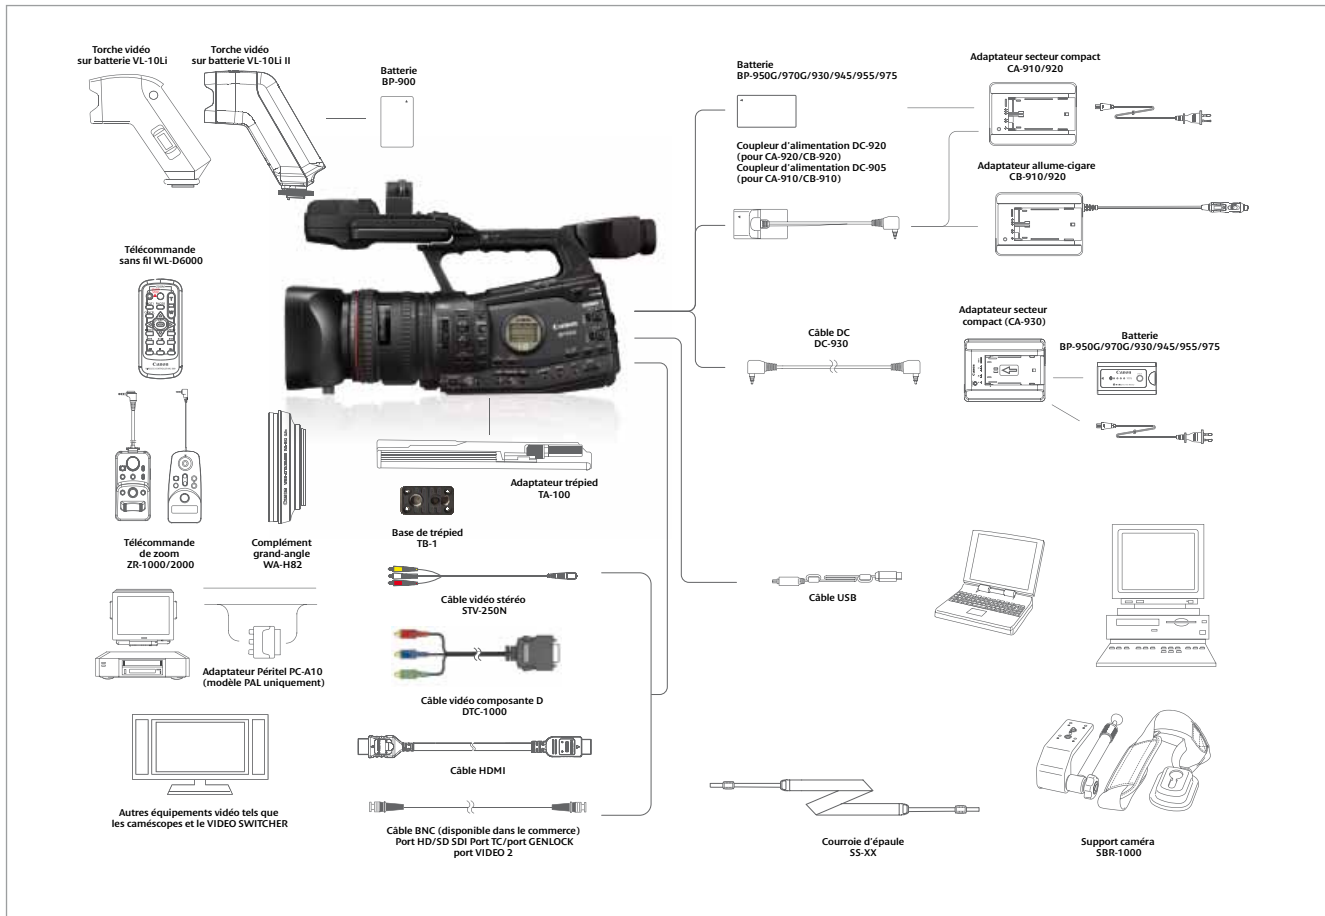 Torche vidéo
sur batterie VL-10Li
Torche vidéo
sur batterie VL-10Li II
Batterie
BP-900
Batterie
BP-950G/970G/930/945/955/975
Adaptateur secteur compact
CA-910/920
Coupleur d'alimentation DC-920
(pour CA-920/CB-920)
Coupleur d'alimentation DC-905
(pour CA-910/CB-910)
Adaptateur allume-cigare
CB-910/920
Télécommande
sans fil WL-D6000
Canon
Canon
Câble DC
DC-930
Adaptateur secteur
compact (CA-930)
Batterie
BP-950G/970G/930/945/955/975
Canon
Adaptateur trépied
TA-100
Base de trépied
TB-1
Télécommande
de zoom
ZR-1000/2000
Complément
grand-angle
WA-H82
Câble vidéo stéréo
STV-250N
Câble USB
Adaptateur Péritel PC-A10
(modèle PAL uniquement)
Câble vidéo composante D
DTC-1000
Câble HDMI
Autres équipements vidéo tels que
les caméscopes et le VIDEO SWITCHER
Câble BNC (disponible dans le commerce)
Port HD/SD SDI Port TC/port GENLOCK
port VIDEO 2
Courroie d'épaule
SS-XX
Support caméra
SBR-1000